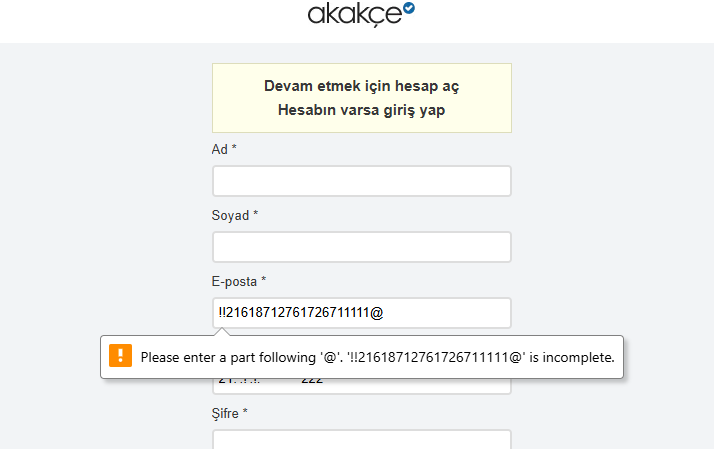 akakçe
Devam etmek için hesap aç
Hesabın varsa giriş yap
Ad *
Soyad *
E-posta *
!!21618712761726711111@
Please enter a part following '@'. '!!21618712761726711111@' is incomplete.
222
Şifre *